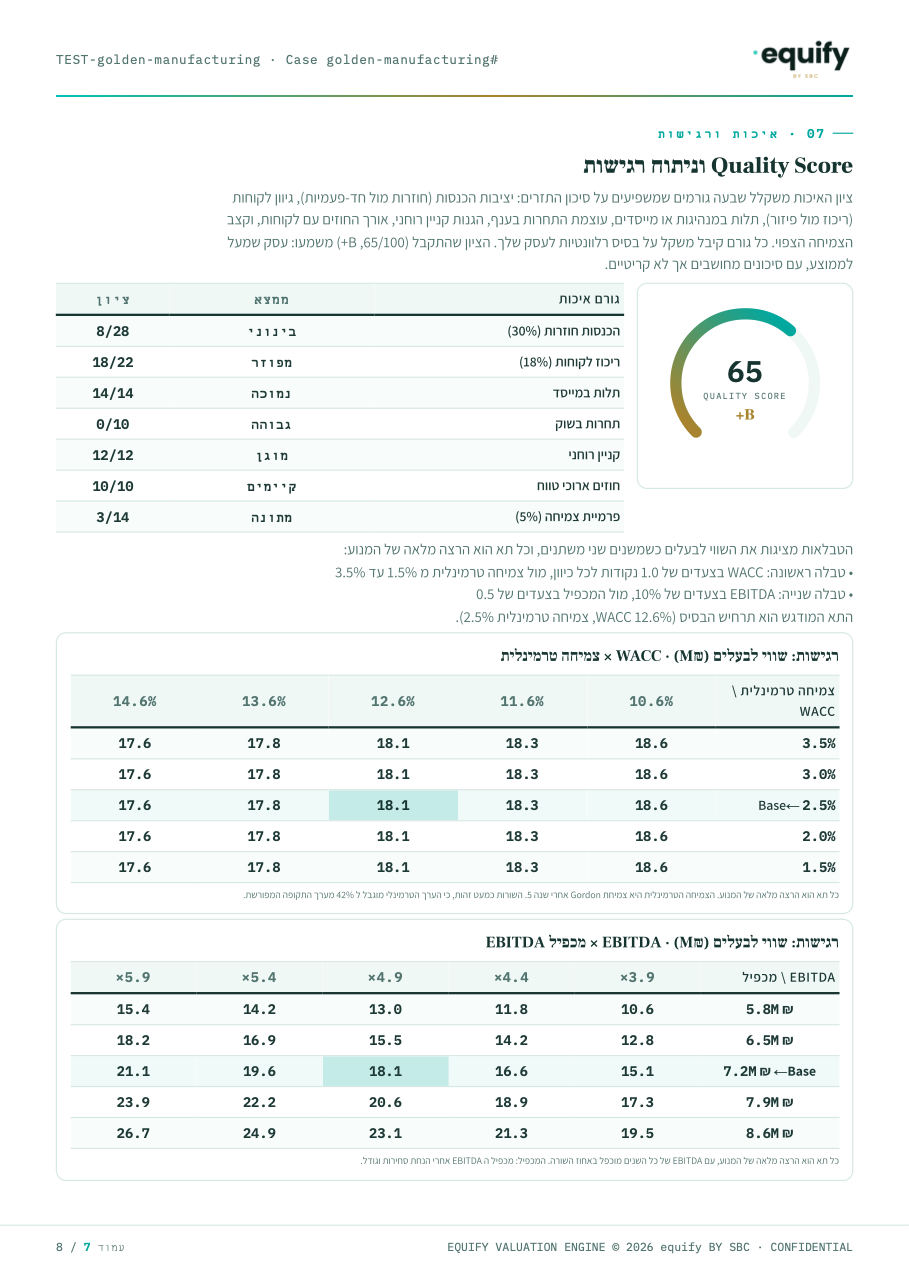 TEST-golden-manufacturing · Case golden-manufacturing#
equify
BY SBC
07 · איכות ורגישות
Quality Score וניתוח רגישות
ציון האיכות משקלל שבעה גורמים שמשפיעים על סיכון התזרים: יציבות הכנסות (חוזרות מול חד-פעמיות), גיוון לקוחות
(ריכוז מול פיזור), תלות במנהיגות או מייסדים, עוצמת התחרות בענף, הגנות קניין רוחני, אורך החוזים עם לקוחות, וקצב
הצמיחה הצפוי. כל גורם קיבל משקל על בסיס רלוונטיות לעסק שלך. הציון שהתקבל (65/100, B+) משמעו: עסק שמעל
לממוצע, עם סיכונים מחושבים אך לא קריטיים.
65
QUALITY SCORE
+B
גורם איכות ממצא ציון
הכנסות חוזרות (30%) בינוני 8/28
ריכוז לקוחות (18%) מפוזר 18/22
תלות במייסד נמוכה 14/14
תחרות בשוק גבוהה 0/10
קניין רוחני מוגן 12/12
חוזים ארוכי טווח קיימים 10/10
פרמיית צמיחה (5%) מתונה 3/14
הטבלאות מציגות את השווי לבעלים כשמשנים שני משתנים, וכל תא הוא הרצה מלאה של המנוע:
• טבלה ראשונה: WACC בצעדים של 1.0 נקודות לכל כיוון, מול צמיחה טרמינלית מ 1.5% עד 3.5%
• טבלה שנייה: EBITDA בצעדים של 10%, מול המכפיל בצעדים של 0.5
התא המודגש הוא תרחיש הבסיס (WACC 12.6%, צמיחה טרמינלית 2.5%).
רגישות: שווי לבעלים (₪M) · WACC × צמיחה טרמינלית
צמיחה טרמינלית \
WACC
10.6% 11.6% 12.6% 13.6% 14.6%
3.5% 18.6 18.3 18.1 17.8 17.6
3.0% 18.6 18.3 18.1 17.8 17.6
2.5% ←Base 18.6 18.3 18.1 17.8 17.6
2.0% 18.6 18.3 18.1 17.8 17.6
1.5% 18.6 18.3 18.1 17.8 17.6
כל תא הוא הרצה מלאה של המנוע. הצמיחה הטרמינלית היא צמיחת Gordon אחרי שנה 5. השורות כמעט זהות, כי הערך הטרמינלי מוגבל ל 42% מערך התקופה המפורשת.
רגישות: שווי לבעלים (₪M) · EBITDA × מכפיל EBITDA
EBITDA \ מכפיל ×3.9 ×4.4 ×4.9 ×5.4 ×5.9
5.8M ₪ 10.6 11.8 13.0 14.2 15.4
6.5M ₪ 12.8 14.2 15.5 16.9 18.2
7.2M ₪ ←Base 15.1 16.6 18.1 19.6 21.1
7.9M ₪ 17.3 18.9 20.6 22.2 23.9
8.6M ₪ 19.5 21.3 23.1 24.9 26.7
כל תא הוא הרצה מלאה של המנוע, עם EBITDA של כל השנים מוכפל באחוז השורה. המכפיל: מכפיל ה EBITDA אחרי הנחת סחירות וגודל.
EQUIFY VALUATION ENGINE © 2026 equify BY SBC · CONFIDENTIAL
עמוד 7 / 8